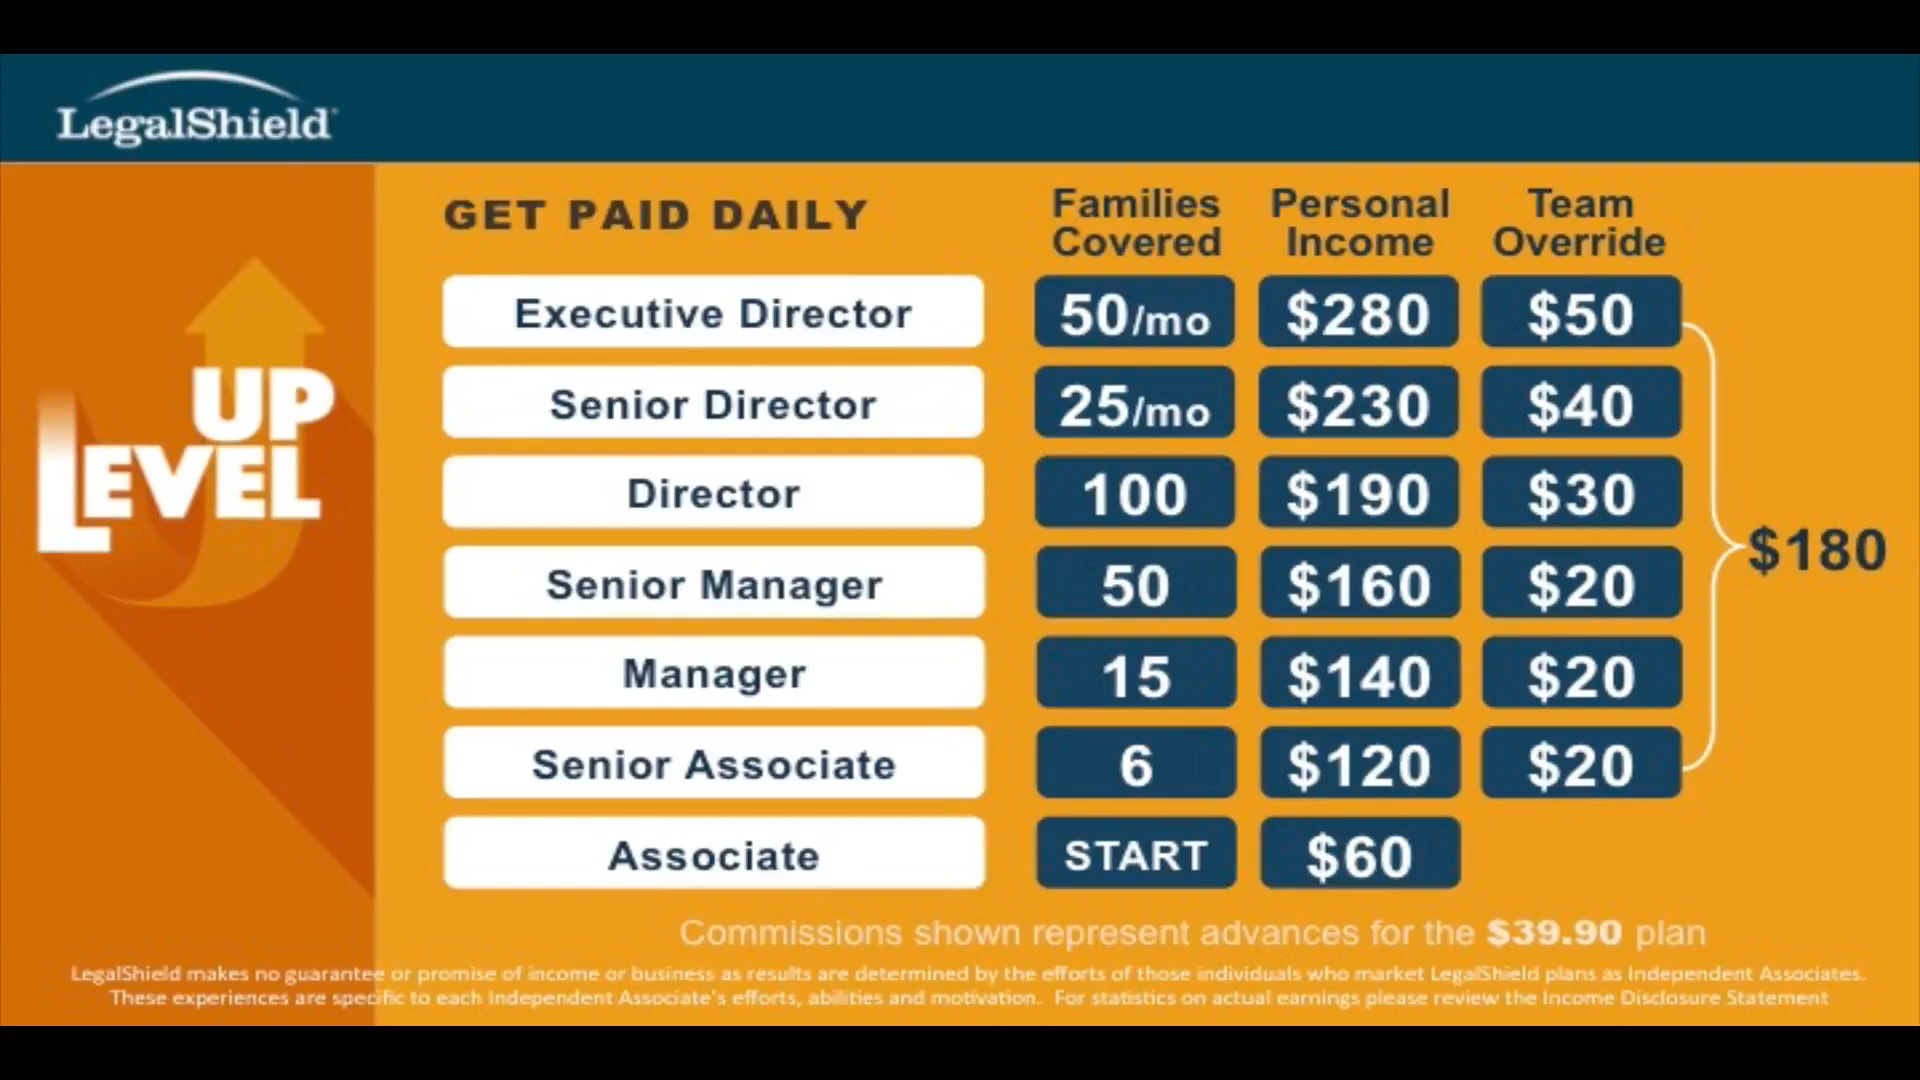 LegalShield
UP
LEVEL
GET PAID DAILY
Families Covered
Personal Income
Team Override
Executive Director 50/mo $280 $50
Senior Director 25/mo $230 $40
Director 100 $190 $30
$180
Senior Manager 50 $160 $20
Manager 15 $140 $20
Senior Associate 6 $120 $20
Associate START $60
Commissions shown represent advances for the $39.90 plan
LegalShield makes no guarantee or promise of income or business as results are determined by the efforts of those individuals who market LegalShield plans as Independent Associates.
These experiences are specific to each Independent Associate's efforts, abilities and motivation. For statistics on actual earnings please review the Income Disclosure Statement